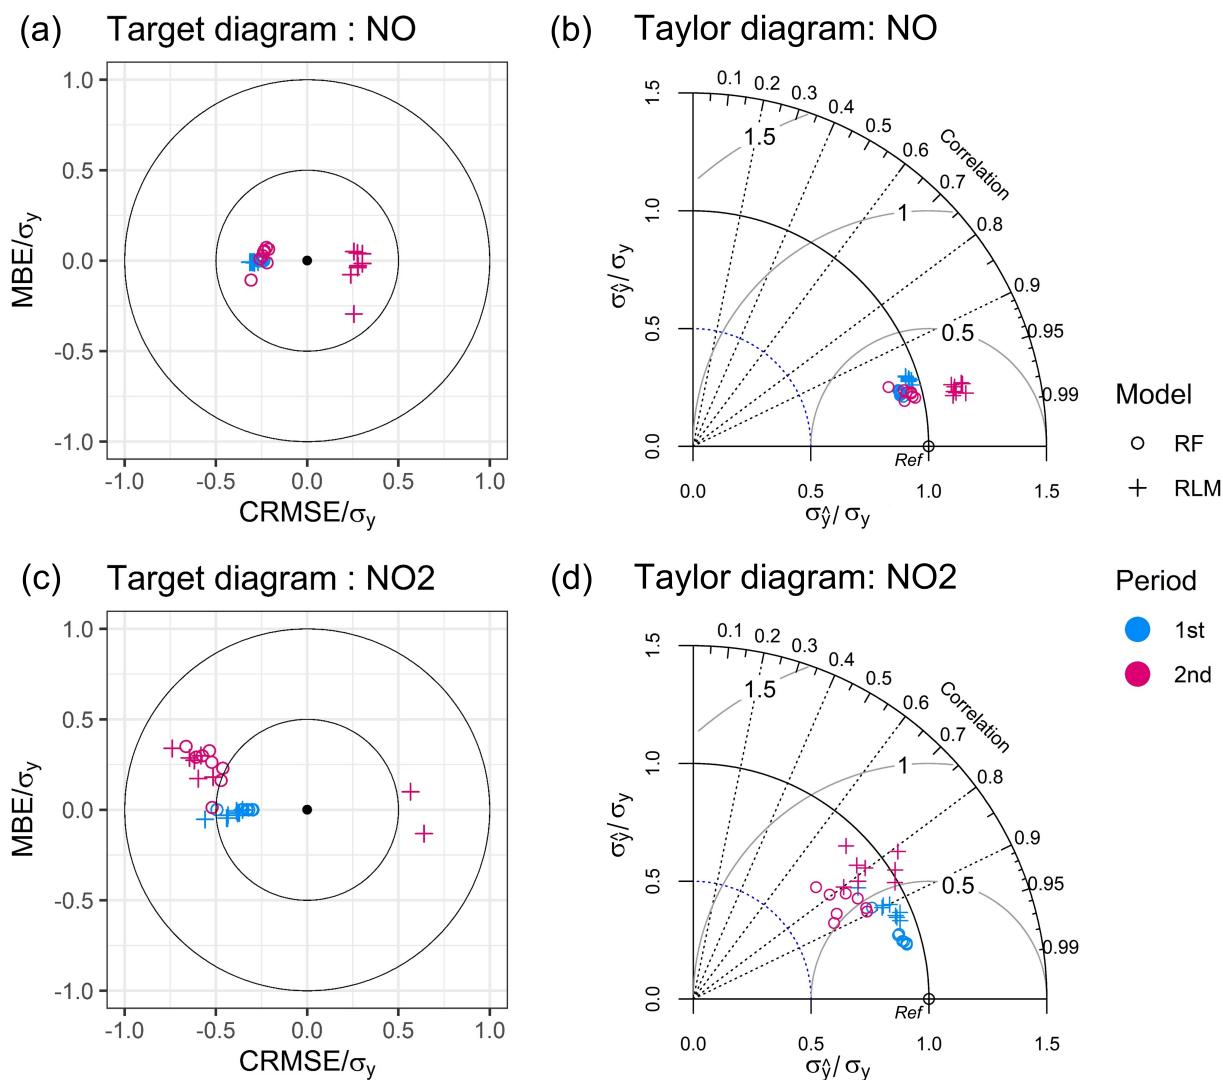 (a) Target diagram : NO
1.0
0.5
0.0
-0.5
-1.0
MBE/σy
-1.0 -0.5 0.0 0.5 1.0
CRMSE/σy
(b) Taylor diagram: NO
0.1 0.2 0.3 0.4 0.5 0.6 0.7 0.8 0.9 0.95 0.99
Correlation
1.5
1
0.5
1.5
1.0
0.5
0.0
σŷ/σy
Ref
0.0 0.5 1.0 1.5
σŷ/σy
Model
RF
RLM
Period
1st
2nd
(c) Target diagram : NO2
1.0
0.5
0.0
-0.5
-1.0
MBE/σy
-1.0 -0.5 0.0 0.5 1.0
CRMSE/σy
(d) Taylor diagram: NO2
0.1 0.2 0.3 0.4 0.5 0.6 0.7 0.8 0.9 0.95 0.99
Correlation
1.5
1
0.5
1.5
1.0
0.5
0.0
σŷ/σy
Ref
0.0 0.5 1.0 1.5
σŷ/σy